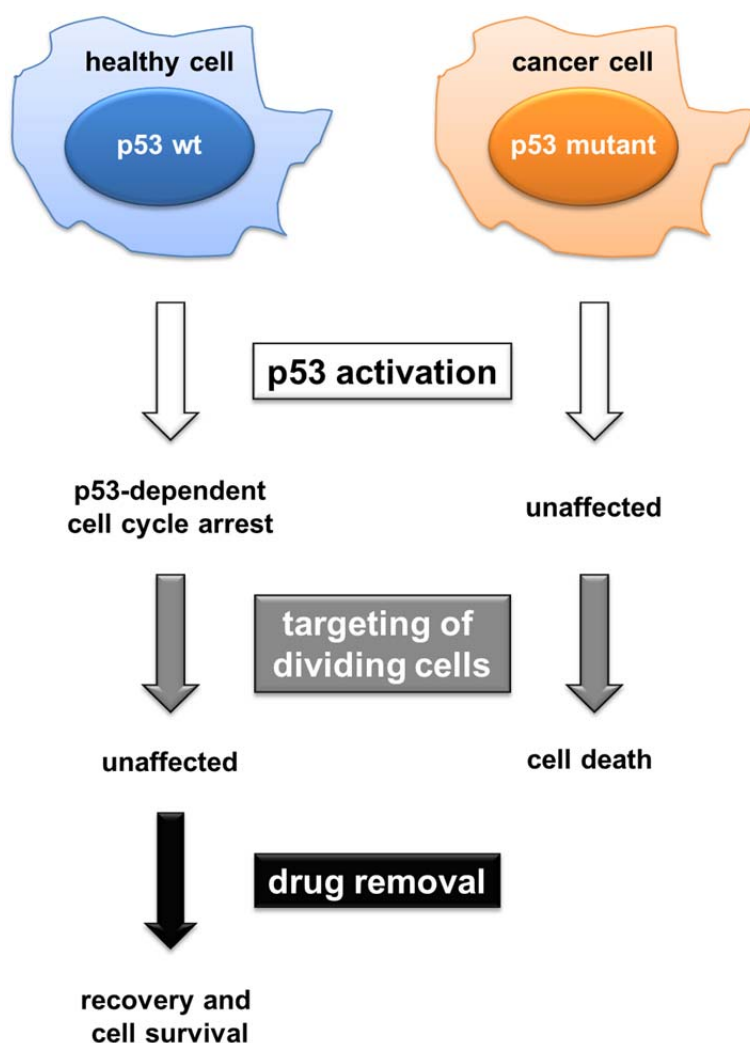 healthy cell
cancer cell
p53 wt
p53 mutant
p53 activation
p53-dependent
cell cycle arrest
unaffected
targeting of
dividing cells
unaffected
cell death
drug removal
recovery and
cell survival